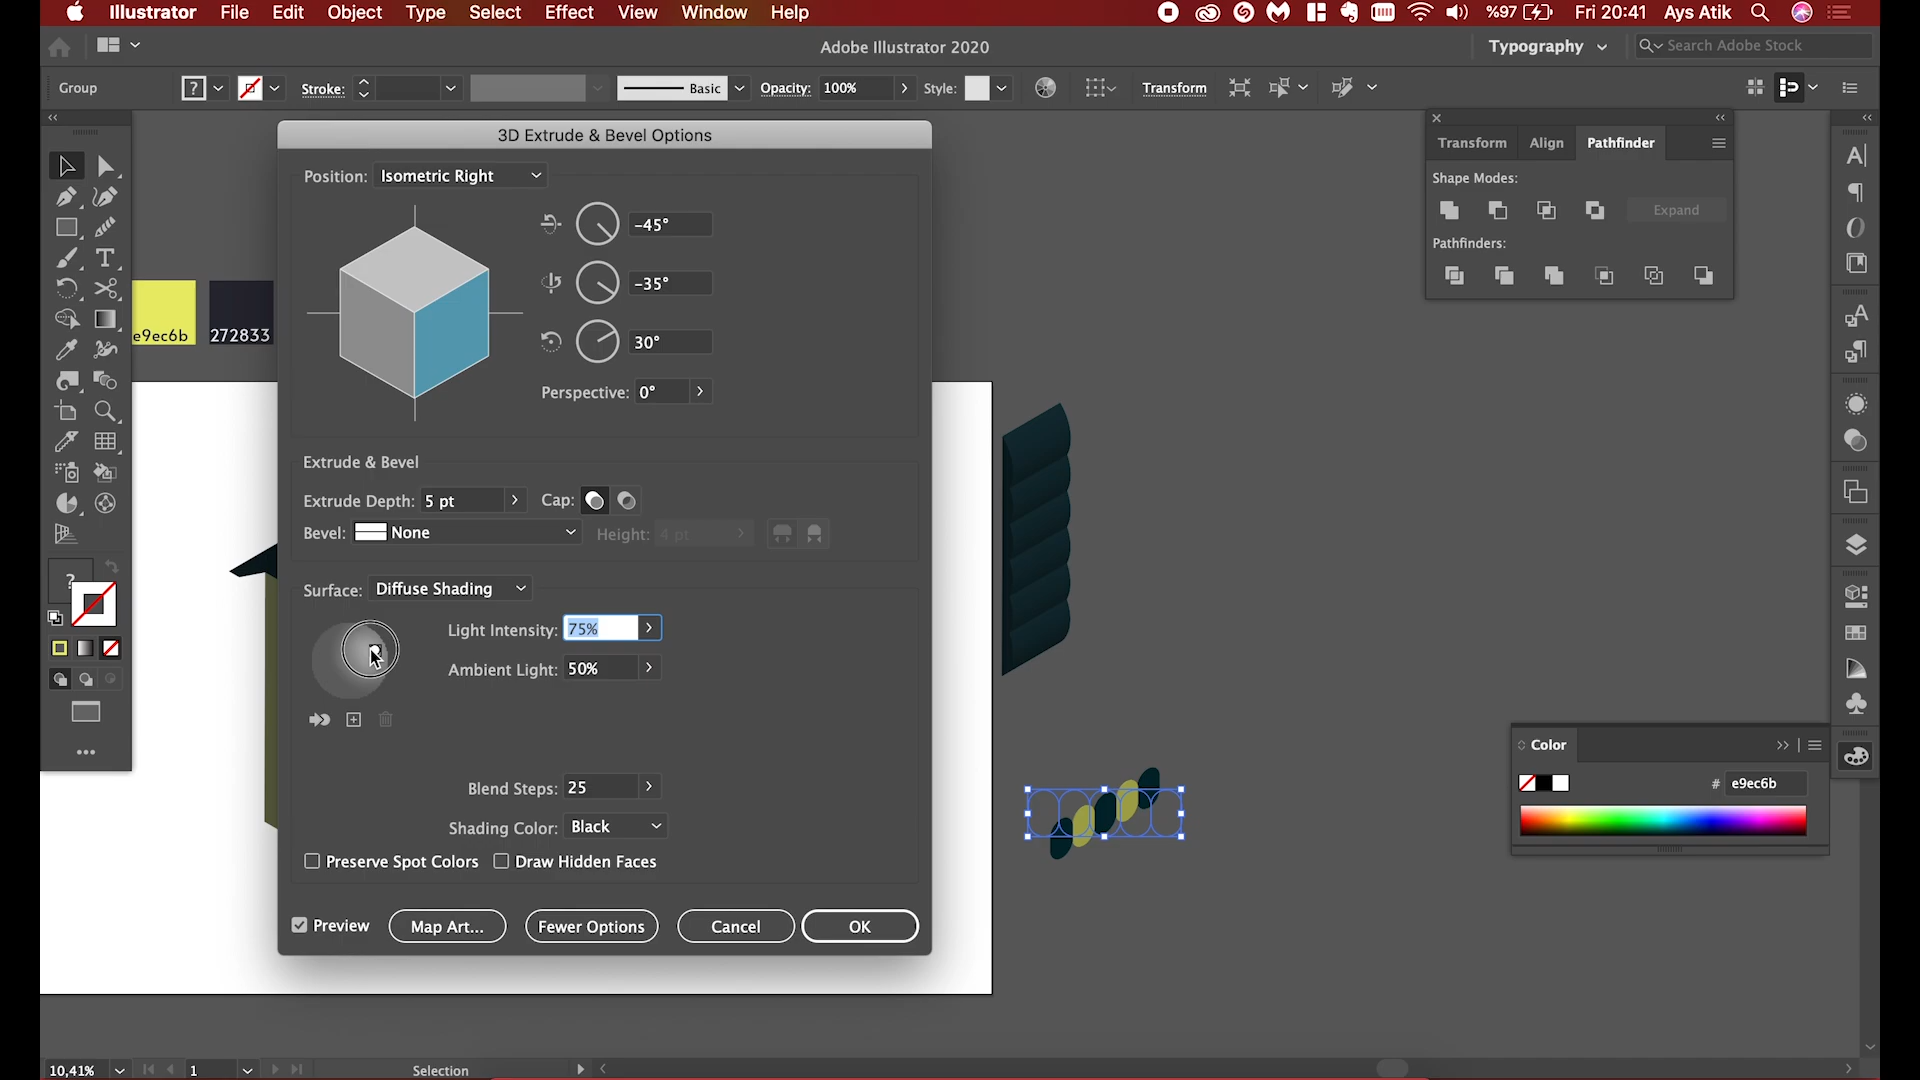 Illustrator File Edit Object Type Select Effect View Window Help %97 Fri 20:41 Ays Atik
Adobe Illustrator 2020 Typography Search Adobe Stock
Group Stroke: Basic Opacity: 100% Style: Transform
3D Extrude & Bevel Options
Transform Align Pathfinder
Position: Isometric Right
Shape Modes:
Expand
-45°
Pathfinders:
-35°
e9ec6b 272833
30°
Perspective: 0°
Extrude & Bevel
Extrude Depth: 5 pt Cap:
Bevel: None Height: 4 pt
Surface: Diffuse Shading
Light Intensity: 75%
Ambient Light: 50%
Color
# e9ec6b
Blend Steps: 25
Shading Color: Black
Preserve Spot Colors Draw Hidden Faces
Preview Map Art... Fewer Options Cancel OK
10,41% 1 Selection